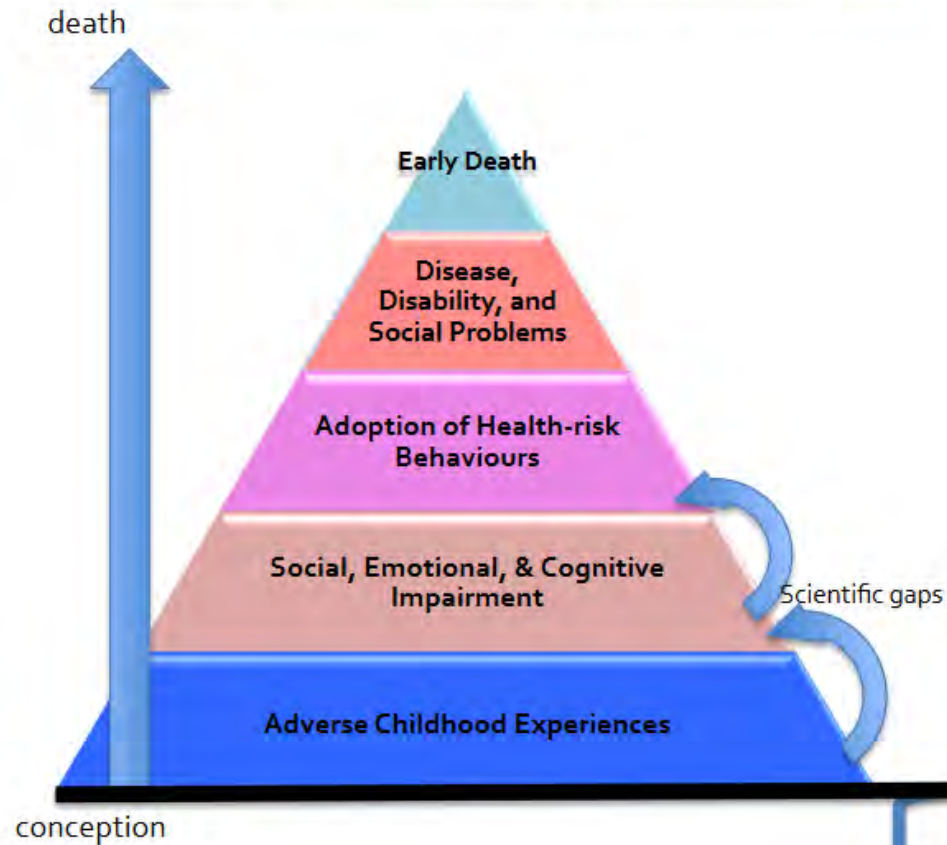 death
Early Death
Disease,
Disability, and
Social Problems
Adoption of Health-risk
Behaviours
Social, Emotional, & Cognitive
Impairment
Scientific gaps
Adverse Childhood Experiences
conception